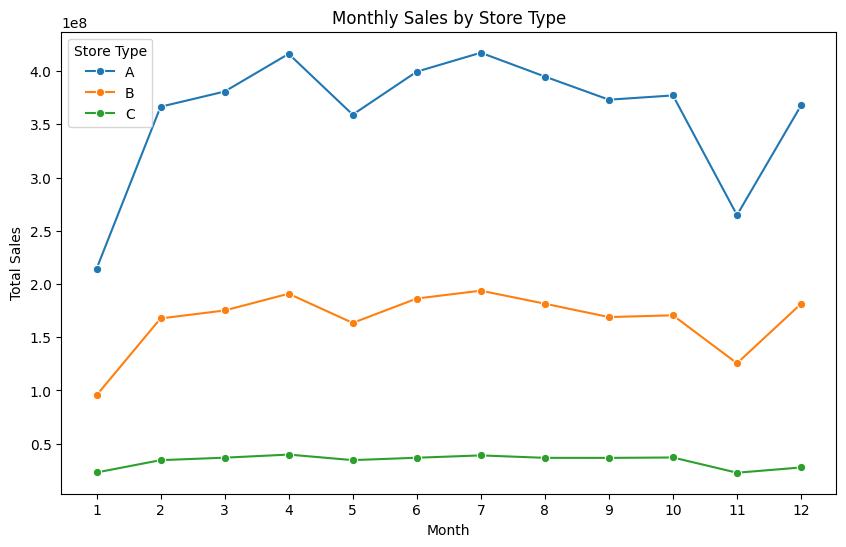 Monthly Sales by Store Type
1e8
Store Type
A
B
C
4.0
3.5
3.0
2.5
2.0
1.5
1.0
0.5
Total Sales
1 2 3 4 5 6 7 8 9 10 11 12
Month